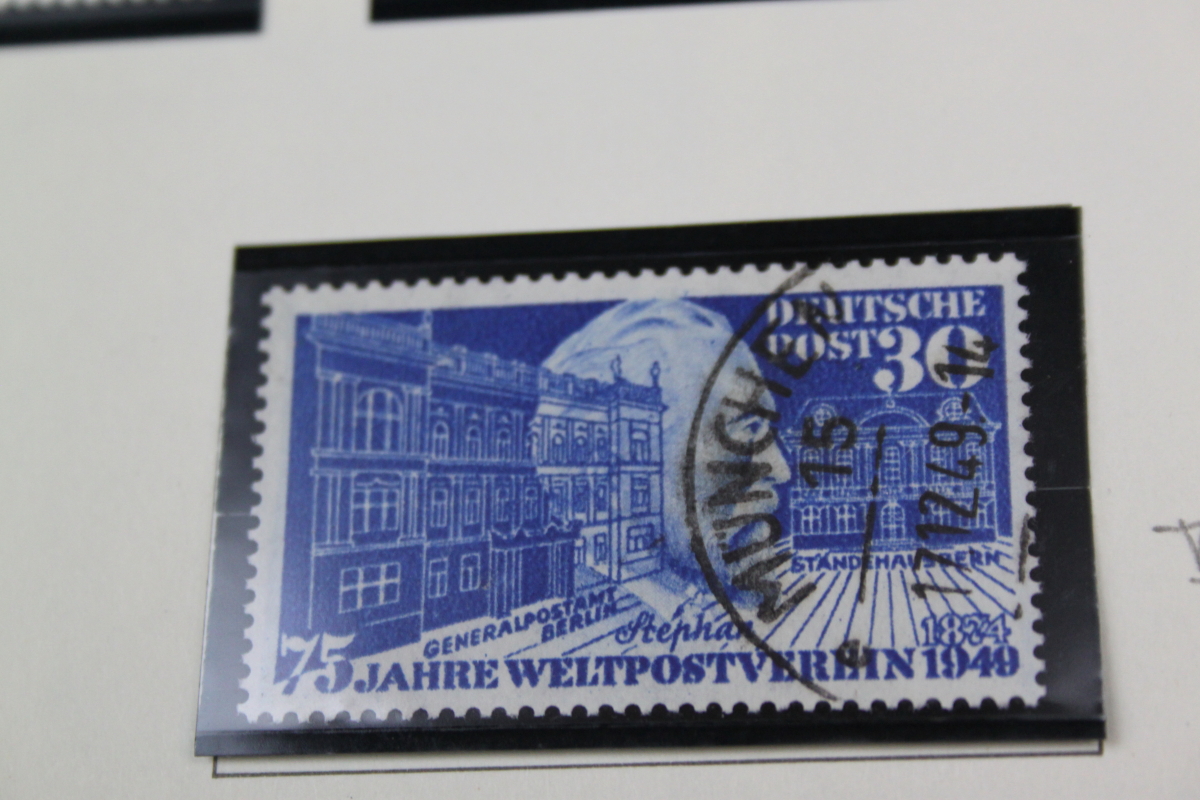 DEUTSCHE
POST 30
MÜNCHEN
15
17.12.49.-14
STÄNDEHAUS BERN
GENERALPOSTAMT
BERLIN
Stephan
1874
75 JAHRE WELTPOSTVEREIN 1949